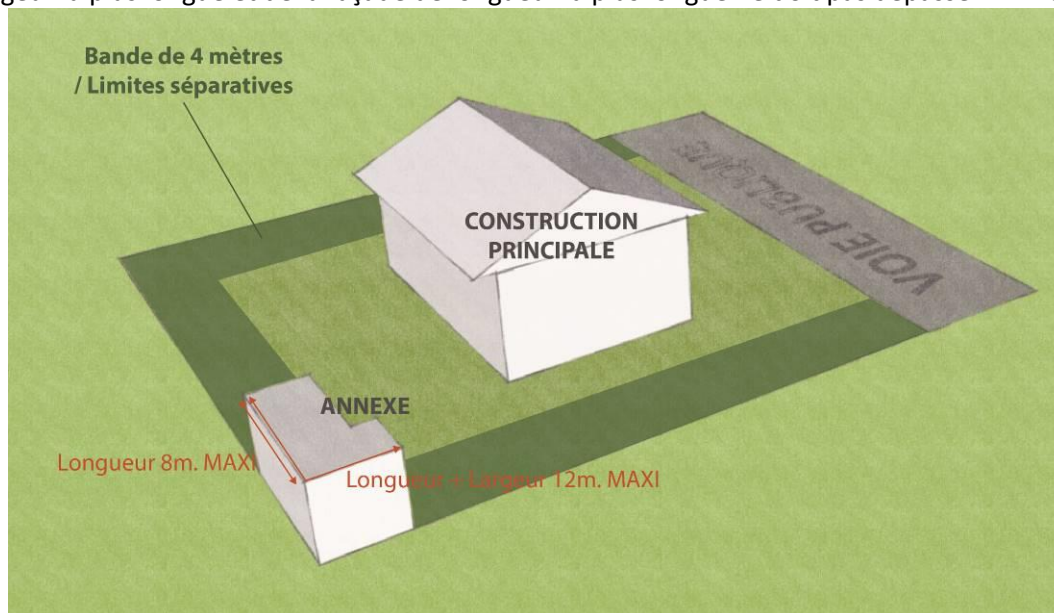 Bande de 4 mètres
/ Limites séparatives
CONSTRUCTION
PRINCIPALE
VOIE PUBLIQUE
ANNEXE
Longueur 8m. MAXI
Longueur + Largeur 12m. MAXI